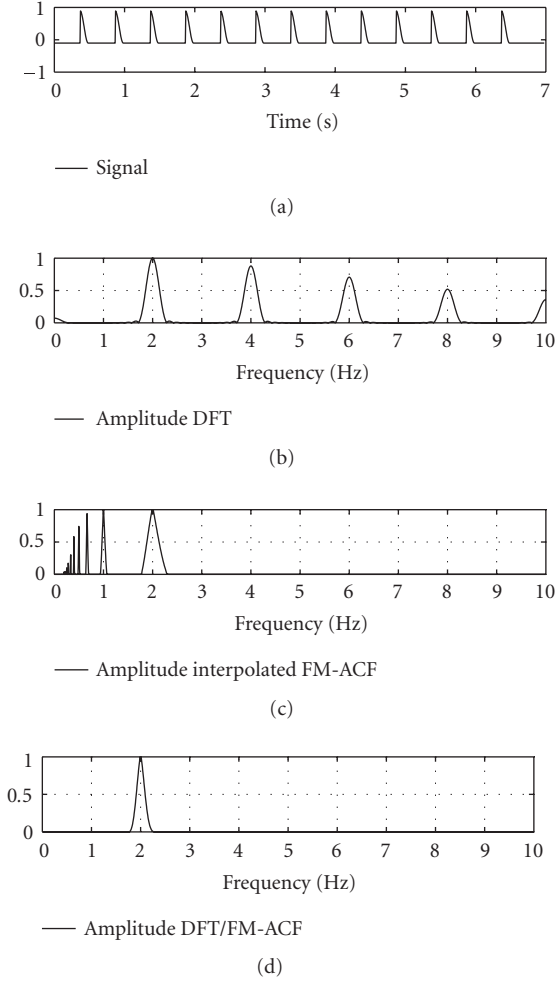 1
0
−1
0 1 2 3 4 5 6 7
Time (s)
Signal
(a)
1
0.5
0
0 1 2 3 4 5 6 7 8 9 10
Frequency (Hz)
Amplitude DFT
(b)
1
0.5
0
0 1 2 3 4 5 6 7 8 9 10
Frequency (Hz)
Amplitude interpolated FM-ACF
(c)
1
0.5
0
0 1 2 3 4 5 6 7 8 9 10
Frequency (Hz)
Amplitude DFT/FM-ACF
(d)